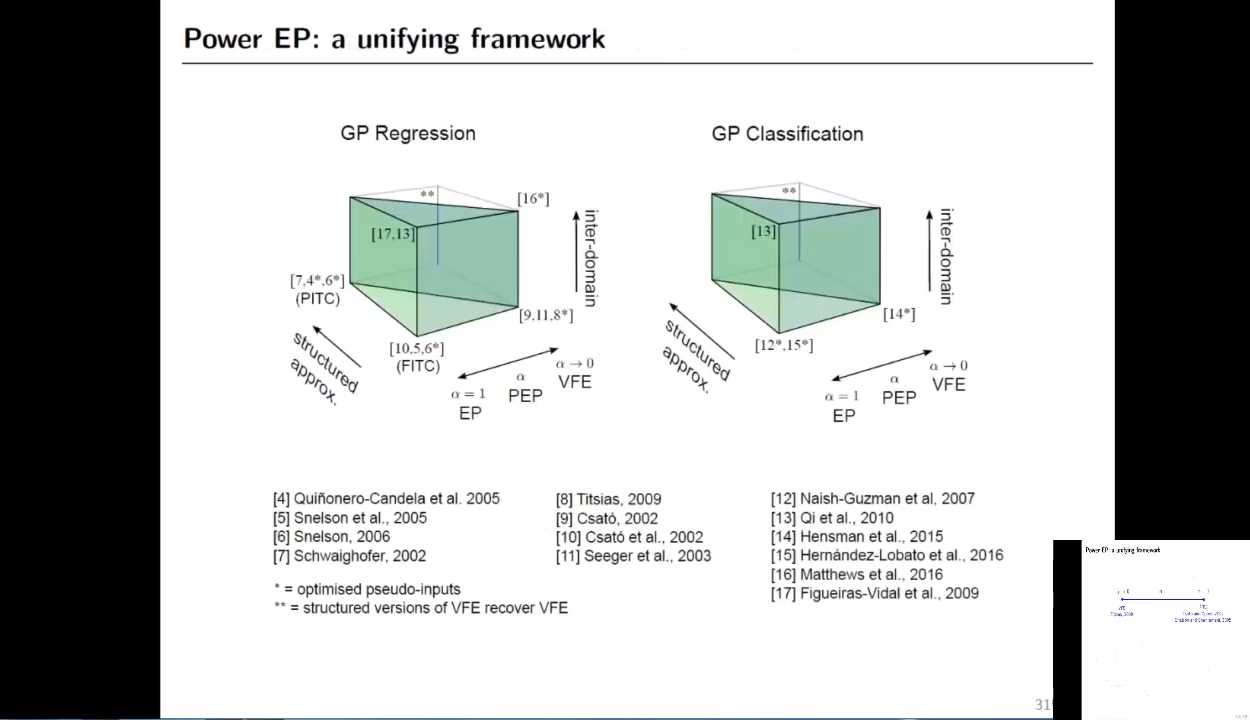 Power EP: a unifying framework
GP Regression
GP Classification
**
[16*]
[17,13]
inter-domain
[7,4*,6*]
(PITC)
[9,11,8*]
[10,5,6*]
(FITC)
structured
approx.
α → 0
VFE
α
PEP
α = 1
EP
**
[13]
inter-domain
[14*]
[12*,15*]
structured
approx.
α → 0
VFE
α
PEP
α = 1
EP
[4] Quiñonero-Candela et al. 2005
[5] Snelson et al., 2005
[6] Snelson, 2006
[7] Schwaighofer, 2002
[8] Titsias, 2009
[9] Csató, 2002
[10] Csató et al., 2002
[11] Seeger et al., 2003
[12] Naish-Guzman et al, 2007
[13] Qi et al., 2010
[14] Hensman et al., 2015
[15] Hernández-Lobato et al., 2016
[16] Matthews et al., 2016
[17] Figueiras-Vidal et al., 2009
* = optimised pseudo-inputs
** = structured versions of VFE recover VFE
31
Power EP: a unifying framework
VFE